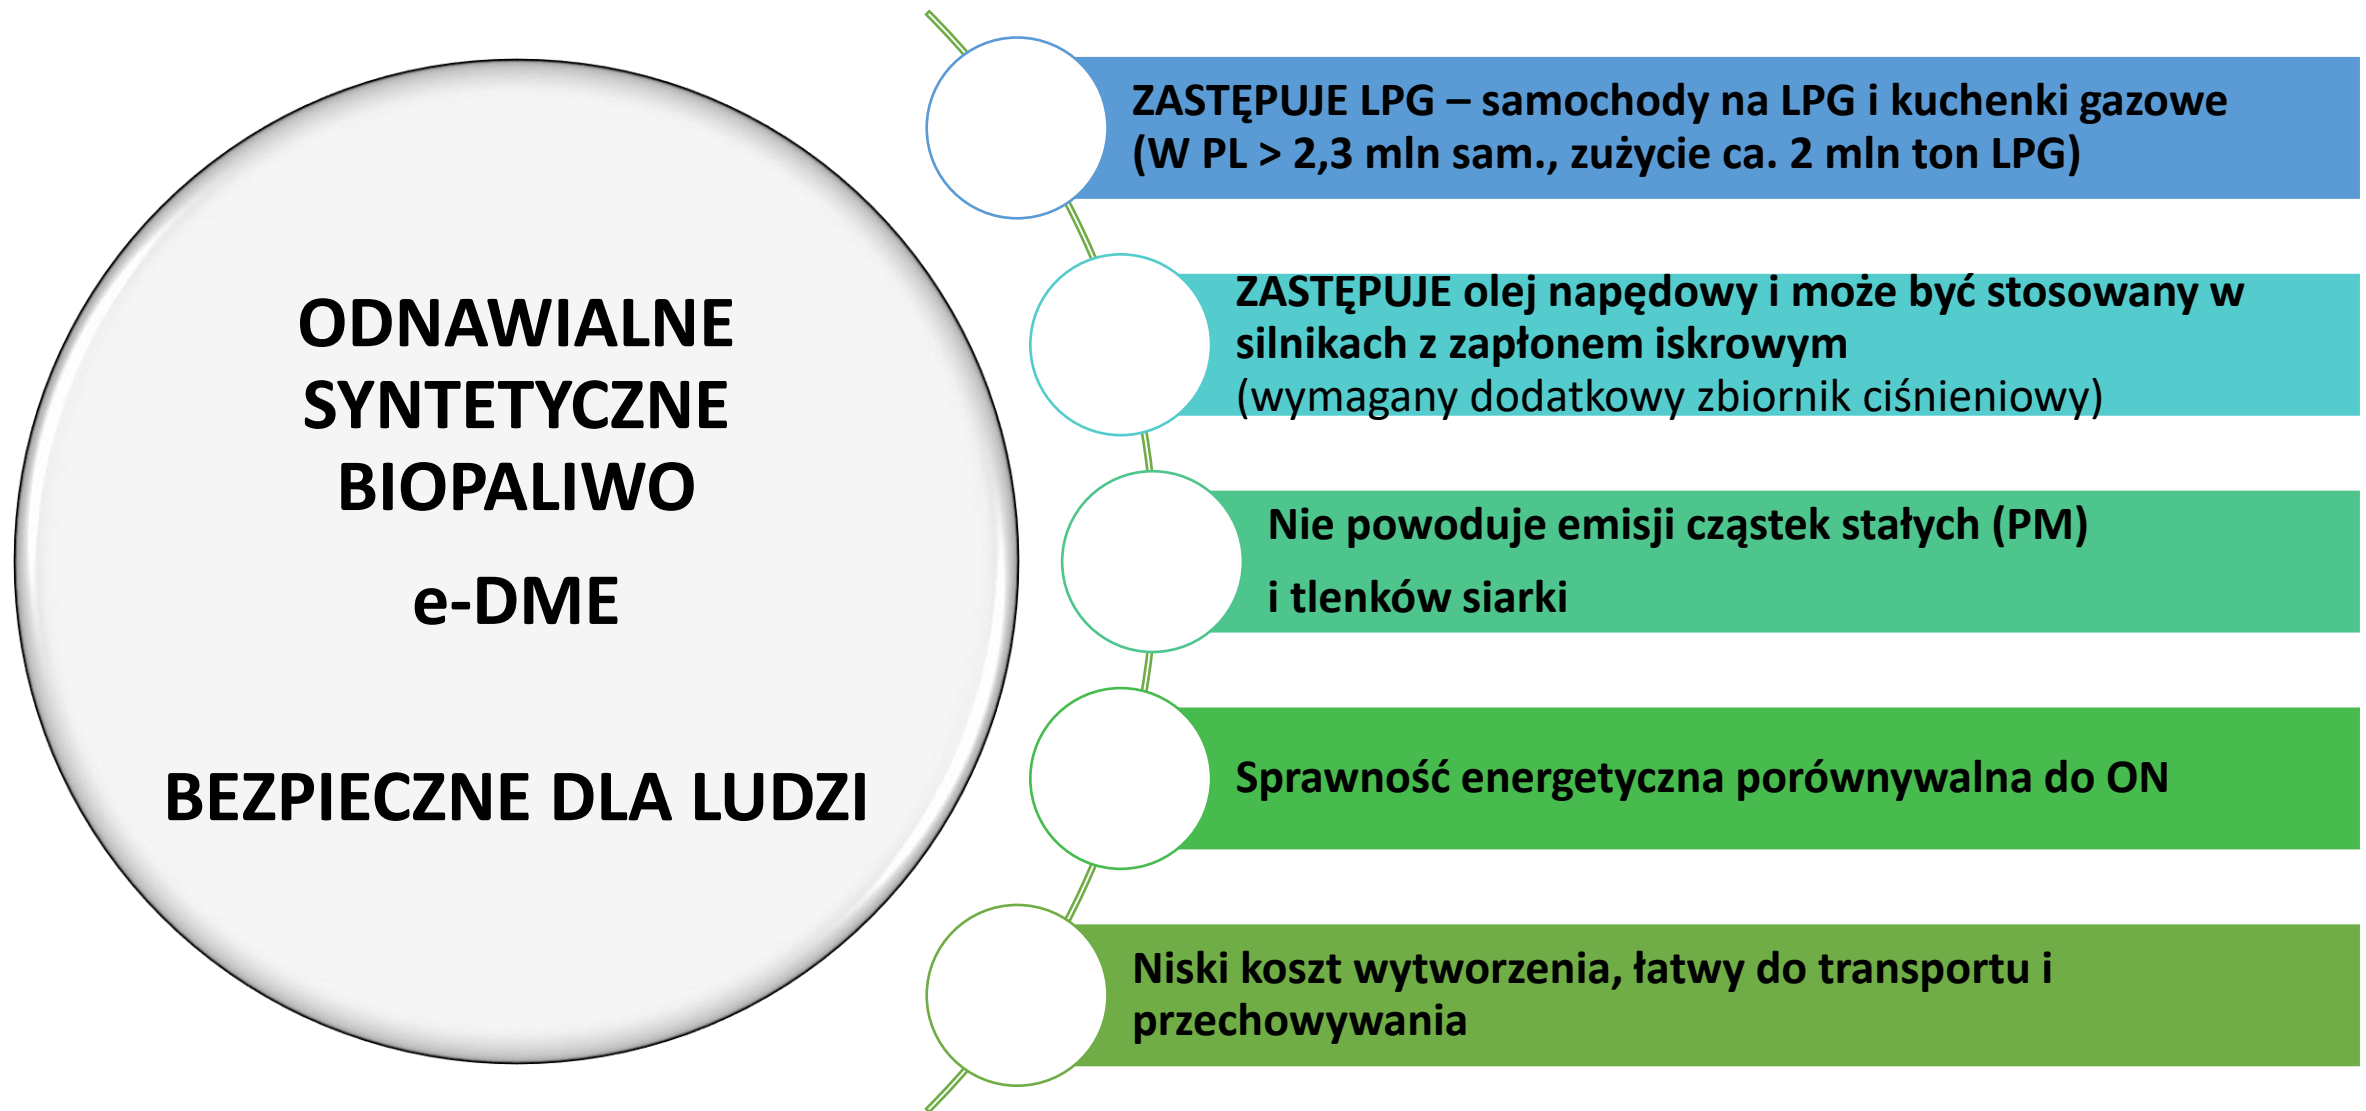 ODNAWIALNE
SYNTETYCZNE
BIOPALIWO
e-DME
BEZPIECZNE DLA LUDZI
ZASTĘPUJE LPG – samochody na LPG i kuchenki gazowe
(W PL > 2,3 mln sam., zużycie ca. 2 mln ton LPG)
ZASTĘPUJE olej napędowy i może być stosowany w
silnikach z zapłonem iskrowym
(wymagany dodatkowy zbiornik ciśnieniowy)
Nie powoduje emisji cząstek stałych (PM)
i tlenków siarki
Sprawność energetyczna porównywalna do ON
Niski koszt wytworzenia, łatwy do transportu i
przechowywania